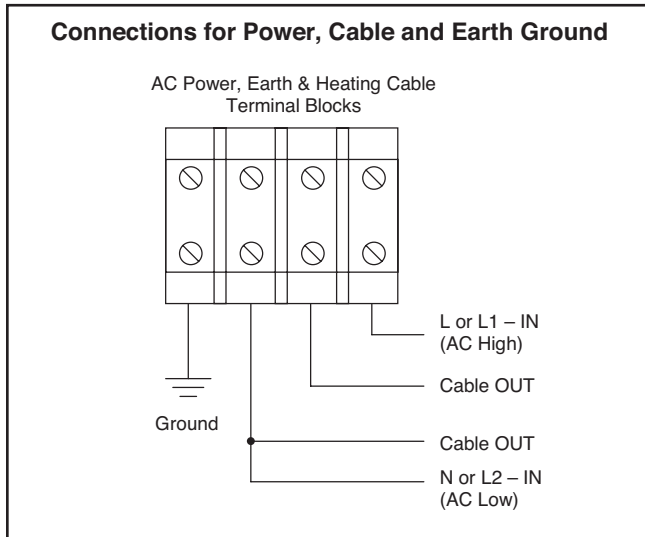 Connections for Power, Cable and Earth Ground
AC Power, Earth & Heating Cable
Terminal Blocks
L or L1 – IN
(AC High)
Cable OUT
Ground
Cable OUT
N or L2 – IN
(AC Low)